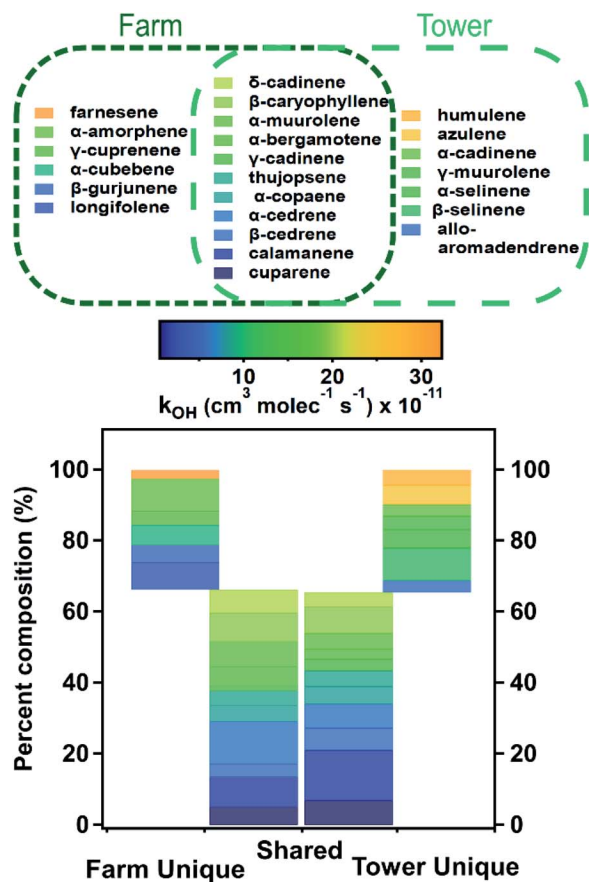 Farm
Tower
farnesene
α-amorphene
γ-cuprenene
α-cubebene
β-gurjunene
longifolene
δ-cadinene
β-caryophyllene
α-muurolene
α-bergamotene
γ-cadinene
thujopsene
α-copaene
α-cedrene
β-cedrene
calamanene
cuparene
humulene
azulene
α-cadinene
γ-muurolene
α-selinene
β-selinene
allo-
aromadendrene
10 20 30
k_OH (cm³ molec⁻¹ s⁻¹) x 10⁻¹¹
Percent composition (%)
100
80
60
40
20
0
100
80
60
40
20
0
Farm Unique
Shared
Tower Unique